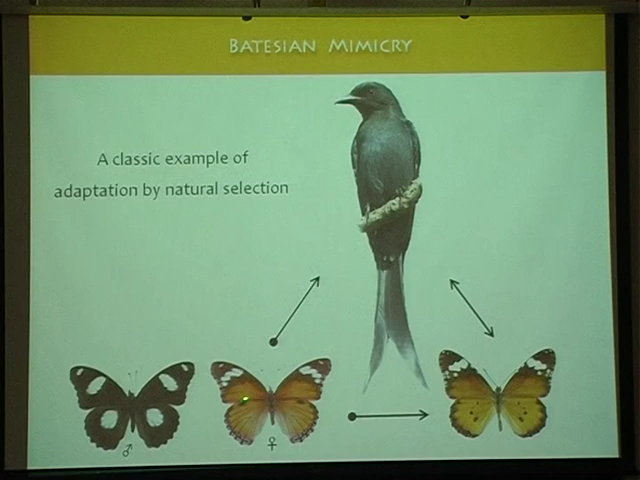 BATESIAN MIMICRY
A classic example of
adaptation by natural selection
♂
♀